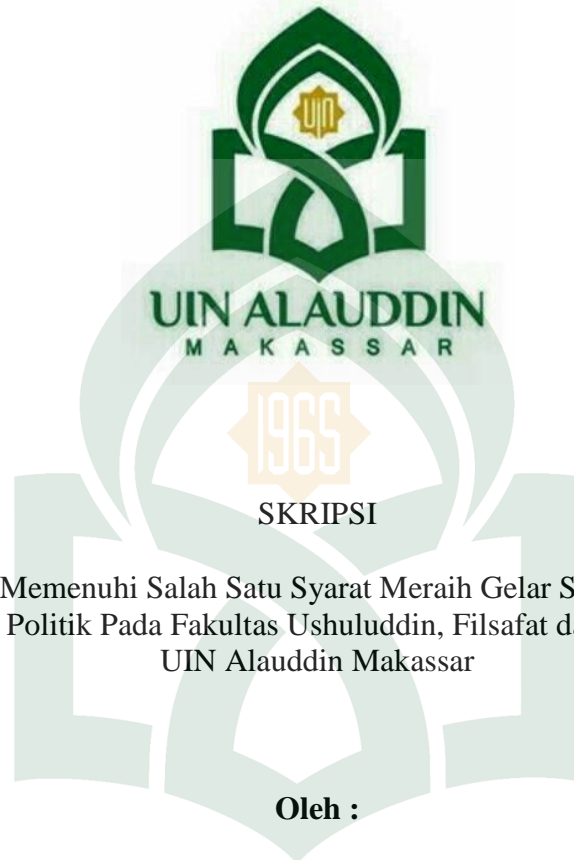 UIN
UIN ALAUDDIN
MAKASSAR
1965
SKRIPSI
Memenuhi Salah Satu Syarat Meraih Gelar S
Politik Pada Fakultas Ushuluddin, Filsafat d
UIN Alauddin Makassar
Oleh :